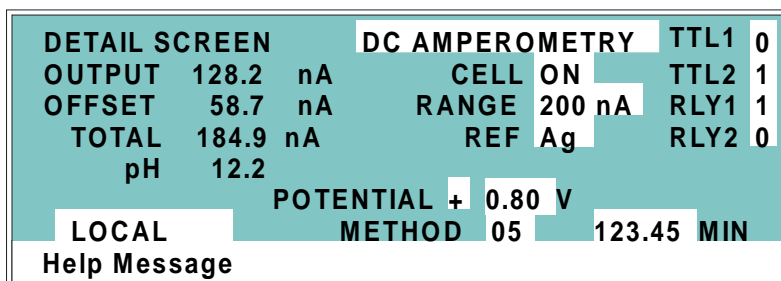 DETAIL SCREEN DC AMPEROMETRY TTL1 0
OUTPUT 128.2 nA CELL ON TTL2 1
OFFSET 58.7 nA RANGE 200 nA RLY1 1
TOTAL 184.9 nA REF Ag RLY2 0
pH 12.2
POTENTIAL + 0.80 V
LOCAL METHOD 05 123.45 MIN
Help Message